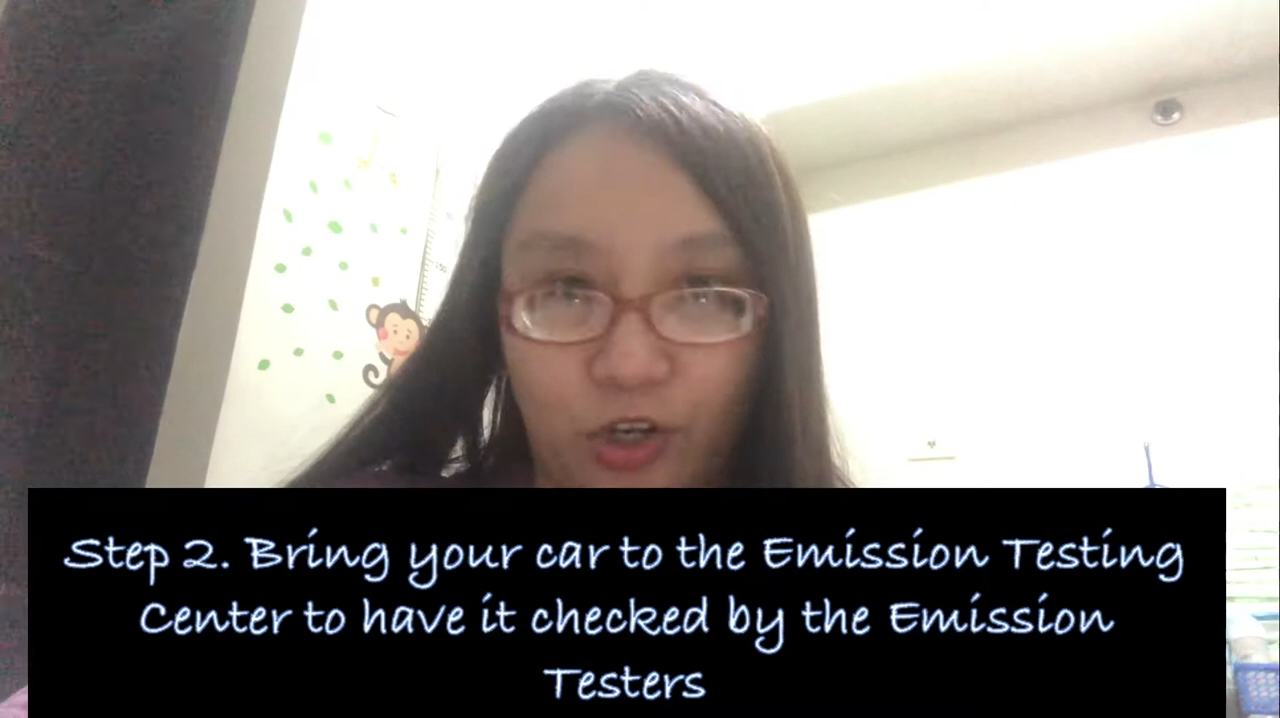 Step 2. Bring your car to the Emission Testing
Center to have it checked by the Emission
Testers